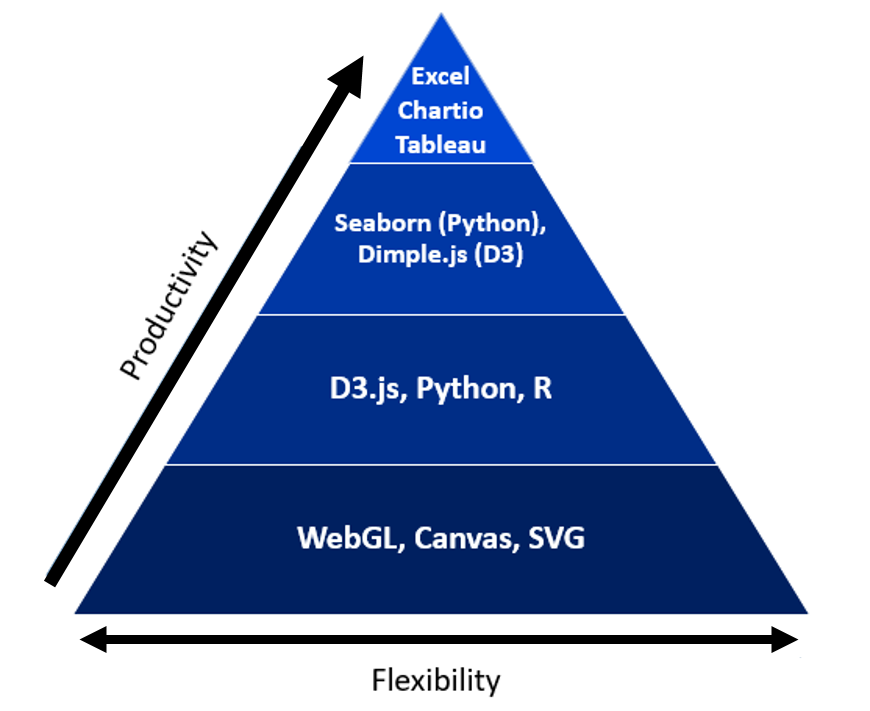 Excel
Chartio
Tableau
Productivity
Seaborn (Python),
Dimple.js (D3)
D3.js, Python, R
WebGL, Canvas, SVG
Flexibility